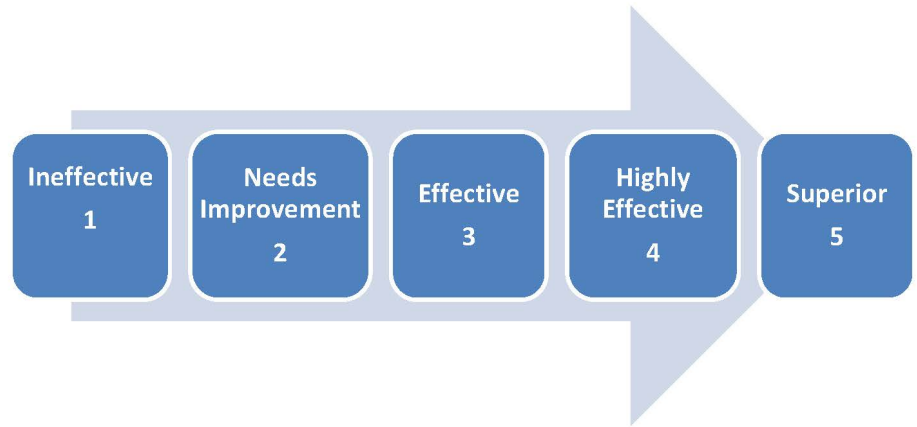 Ineffective
1
Needs
Improvement
2
Effective
3
Highly
Effective
4
Superior
5